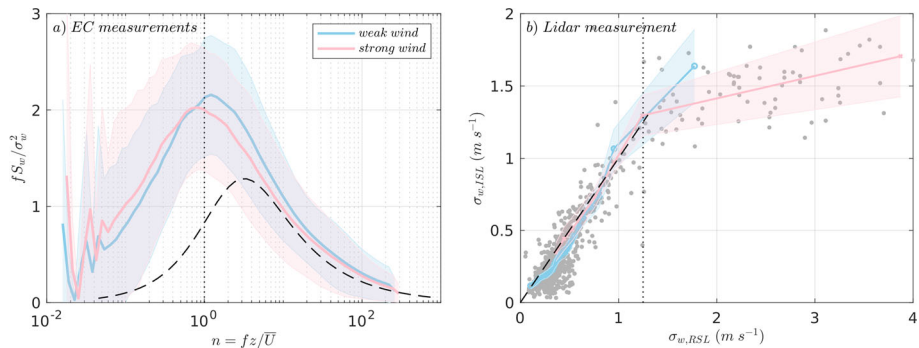 a) EC measurements
weak wind
strong wind
fS_w/σ_w^2
3
2
1
0
10^-2
10^0
10^2
n = fz/U̅
b) Lidar measurement
σ_{w,ISL} (m s^-1)
2
1.5
1
0.5
0
0
1
2
3
4
σ_{w,RSL} (m s^-1)